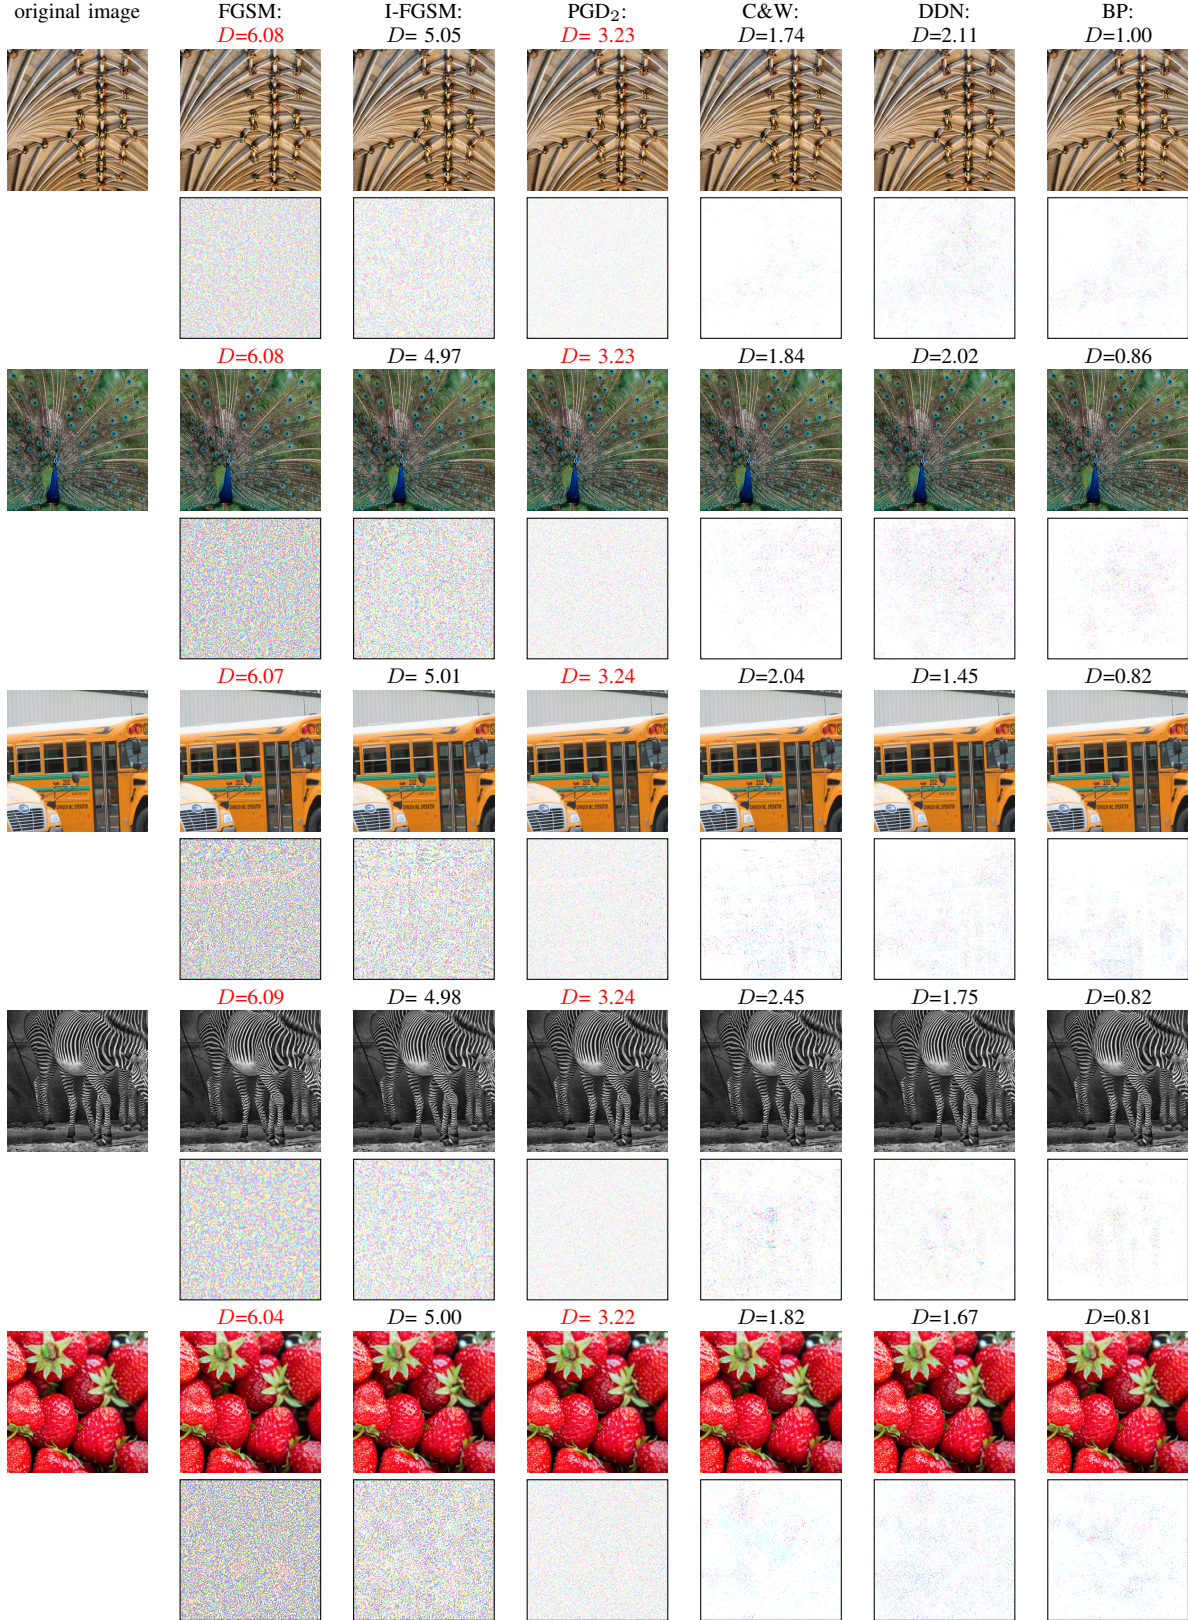 original image FGSM: I-FGSM: PGD₂: C&W: DDN: BP:
D=6.08 D= 5.05 D= 3.23 D=1.74 D=2.11 D=1.00
D=6.08 D= 4.97 D= 3.23 D=1.84 D=2.02 D=0.86
D=6.07 D= 5.01 D= 3.24 D=2.04 D=1.45 D=0.82
D=6.09 D= 4.98 D= 3.24 D=2.45 D=1.75 D=0.82
D=6.04 D= 5.00 D= 3.22 D=1.82 D=1.67 D=0.81